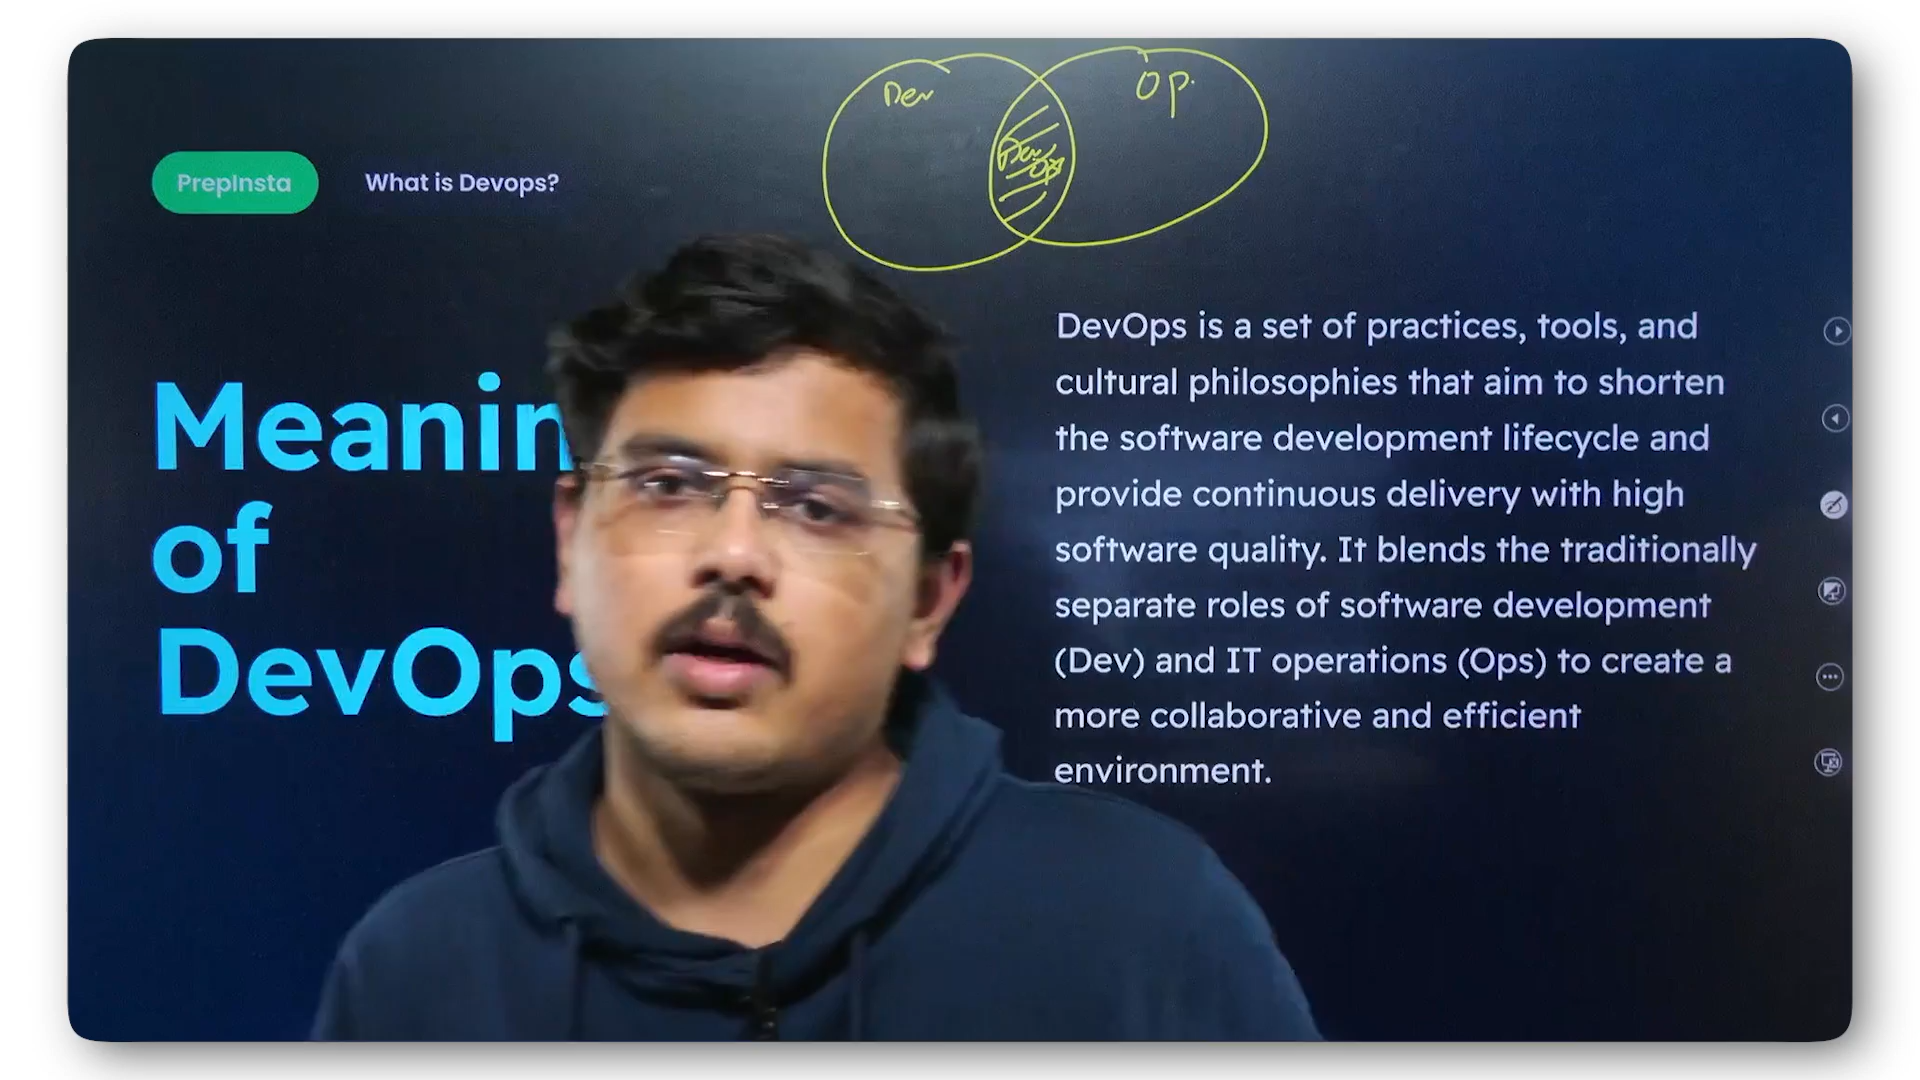 Dev
Op.
Dev
Ops
PrepInsta
What is Devops?
Meanin
of
DevOps
DevOps is a set of practices, tools, and
cultural philosophies that aim to shorten
the software development lifecycle and
provide continuous delivery with high
software quality. It blends the traditionally
separate roles of software development
(Dev) and IT operations (Ops) to create a
more collaborative and efficient
environment.